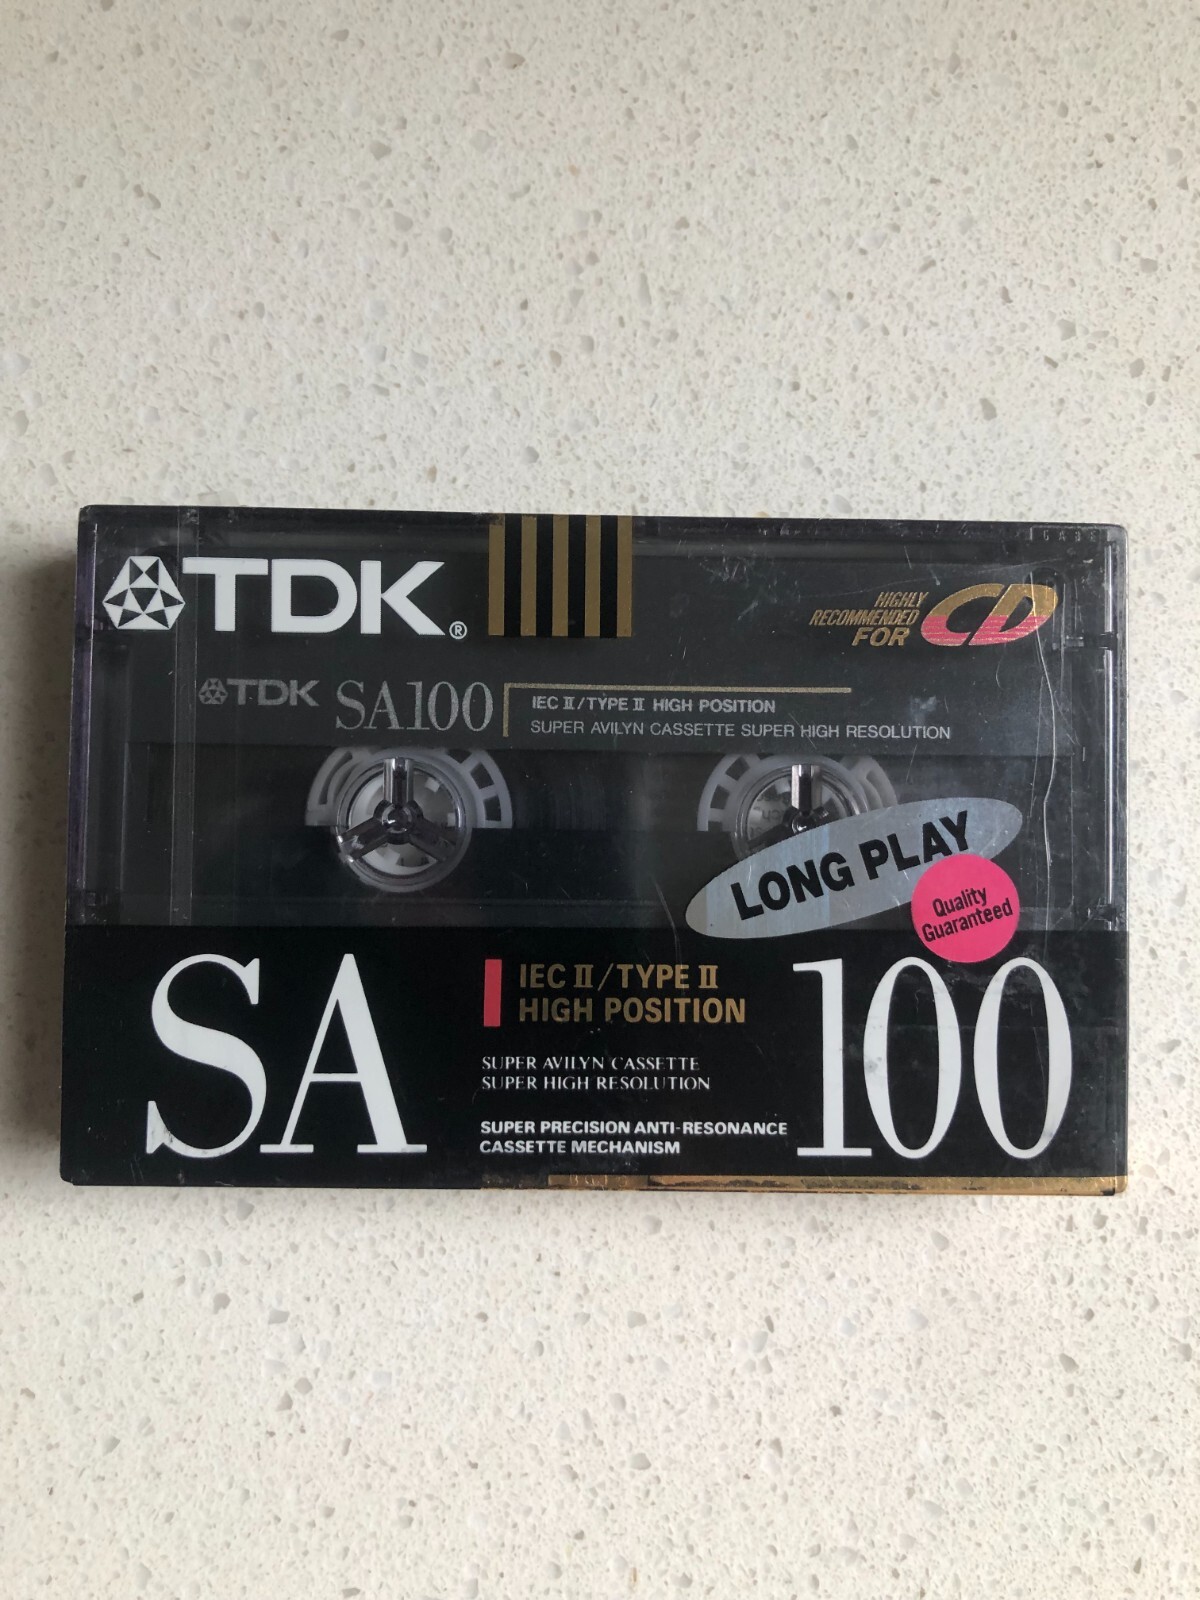 TDK®
HIGHLY
RECOMMENDED
FOR CD
TDK SA100
IEC II/TYPE II HIGH POSITION
SUPER AVILYN CASSETTE SUPER HIGH RESOLUTION
LONG PLAY
Quality
Guaranteed
SA
IEC II/TYPE II
HIGH POSITION
SUPER AVILYN CASSETTE
SUPER HIGH RESOLUTION
SUPER PRECISION ANTI-RESONANCE
CASSETTE MECHANISM
100